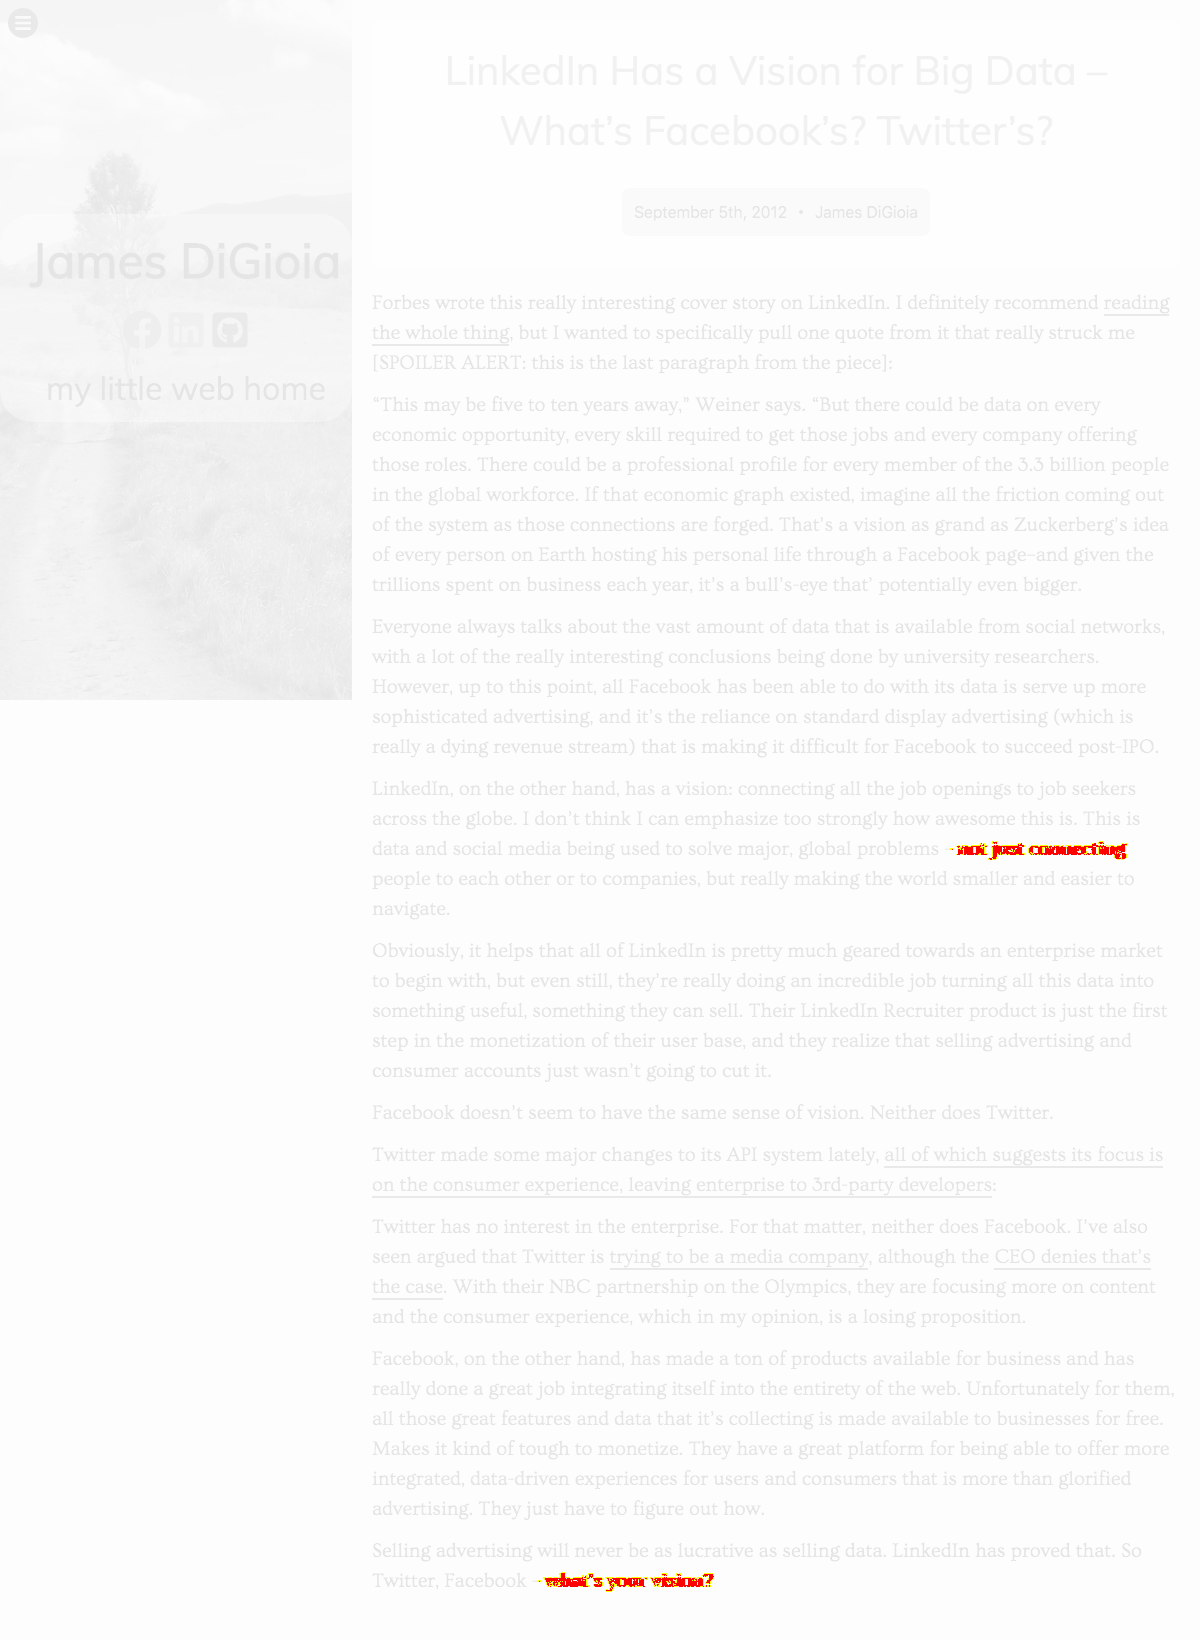 James DiGioia
my little web home
LinkedIn Has a Vision for Big Data –
What’s Facebook’s? Twitter’s?
September 5th, 2012 • James DiGioia
Forbes wrote this really interesting cover story on LinkedIn. I definitely recommend reading
the whole thing, but I wanted to specifically pull one quote from it that really struck me
[SPOILER ALERT: this is the last paragraph from the piece]:
“This may be five to ten years away,” Weiner says. “But there could be data on every
economic opportunity, every skill required to get those jobs and every company offering
those roles. There could be a professional profile for every member of the 3.3 billion people
in the global workforce. If that economic graph existed, imagine all the friction coming out
of the system as those connections are forged. That’s a vision as grand as Zuckerberg’s idea
of every person on Earth hosting his personal life through a Facebook page–and given the
trillions spent on business each year, it’s a bull’s-eye that’ potentially even bigger.
Everyone always talks about the vast amount of data that is available from social networks,
with a lot of the really interesting conclusions being done by university researchers.
However, up to this point, all Facebook has been able to do with its data is serve up more
sophisticated advertising, and it’s the reliance on standard display advertising (which is
really a dying revenue stream) that is making it difficult for Facebook to succeed post-IPO.
LinkedIn, on the other hand, has a vision: connecting all the job openings to job seekers
across the globe. I don’t think I can emphasize too strongly how awesome this is. This is
data and social media being used to solve major, global problems – not just connecting
people to each other or to companies, but really making the world smaller and easier to
navigate.
Obviously, it helps that all of LinkedIn is pretty much geared towards an enterprise market
to begin with, but even still, they’re really doing an incredible job turning all this data into
something useful, something they can sell. Their LinkedIn Recruiter product is just the first
step in the monetization of their user base, and they realize that selling advertising and
consumer accounts just wasn’t going to cut it.
Facebook doesn’t seem to have the same sense of vision. Neither does Twitter.
Twitter made some major changes to its API system lately, all of which suggests its focus is
on the consumer experience, leaving enterprise to 3rd-party developers:
Twitter has no interest in the enterprise. For that matter, neither does Facebook. I’ve also
seen argued that Twitter is trying to be a media company, although the CEO denies that’s
the case. With their NBC partnership on the Olympics, they are focusing more on content
and the consumer experience, which in my opinion, is a losing proposition.
Facebook, on the other hand, has made a ton of products available for business and has
really done a great job integrating itself into the entirety of the web. Unfortunately for them,
all those great features and data that it’s collecting is made available to businesses for free.
Makes it kind of tough to monetize. They have a great platform for being able to offer more
integrated, data-driven experiences for users and consumers that is more than glorified
advertising. They just have to figure out how.
Selling advertising will never be as lucrative as selling data. LinkedIn has proved that. So
Twitter, Facebook – what’s your vision?